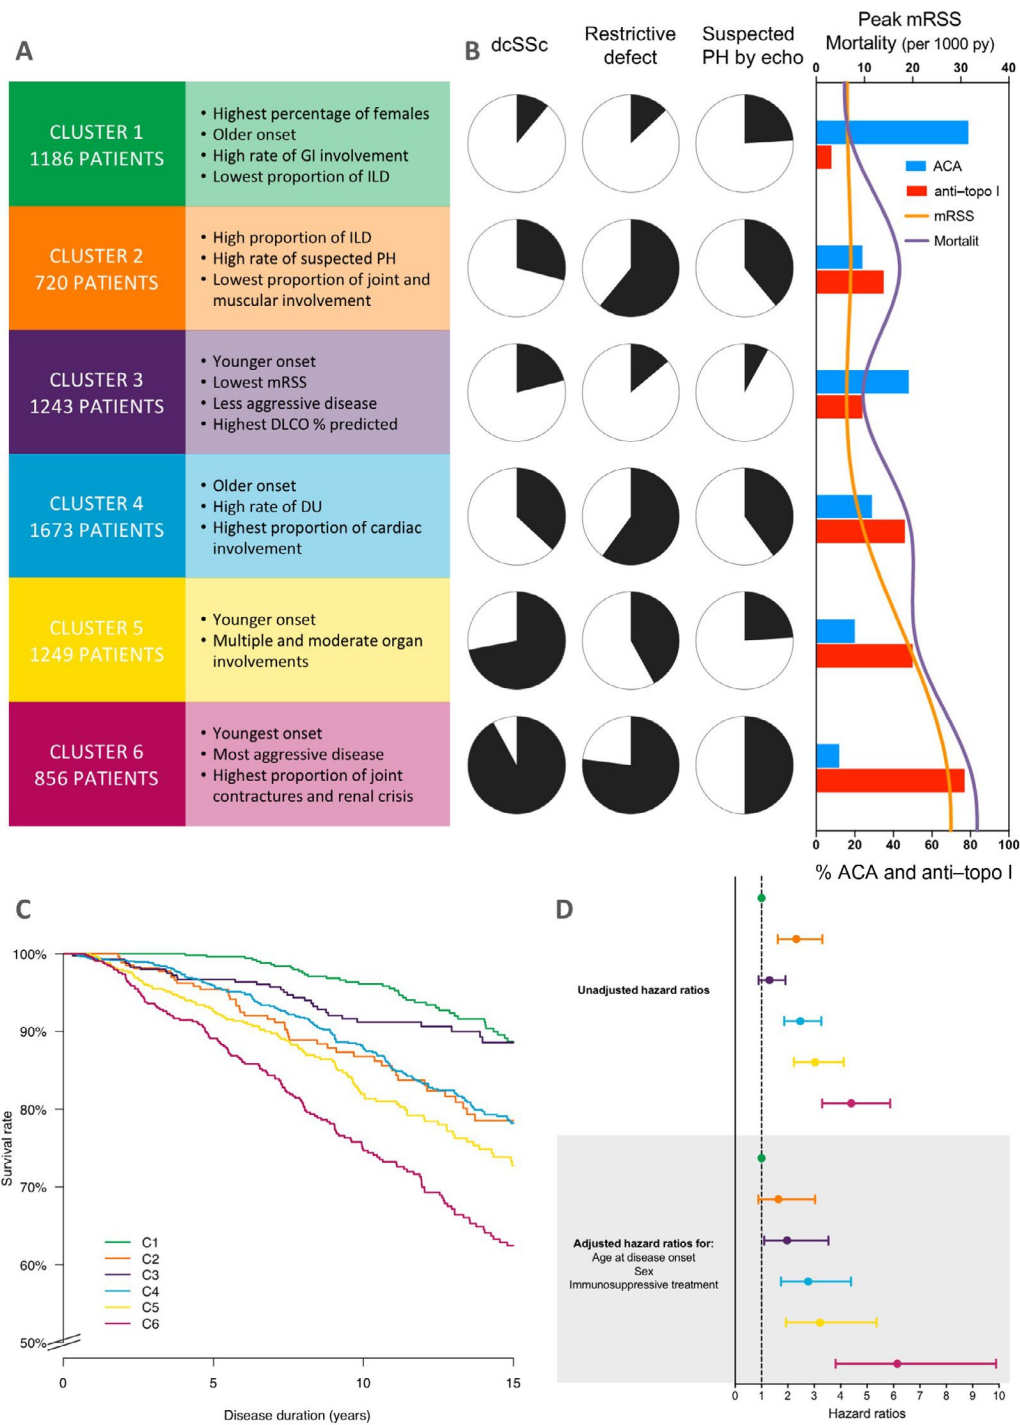 A
CLUSTER 1
1186 PATIENTS
• Highest percentage of females
• Older onset
• High rate of GI involvement
• Lowest proportion of ILD
CLUSTER 2
720 PATIENTS
• High proportion of ILD
• High rate of suspected PH
• Lowest proportion of joint and
muscular involvement
CLUSTER 3
1243 PATIENTS
• Younger onset
• Lowest mRSS
• Less aggressive disease
• Highest DLCO % predicted
CLUSTER 4
1673 PATIENTS
• Older onset
• High rate of DU
• Highest proportion of cardiac
involvement
CLUSTER 5
1249 PATIENTS
• Younger onset
• Multiple and moderate organ
involvements
CLUSTER 6
856 PATIENTS
• Youngest onset
• Most aggressive disease
• Highest proportion of joint
contractures and renal crisis
B
dcSSc
Restrictive
defect
Suspected
PH by echo
Peak mRSS
Mortality (per 1000 py)
0 10 20 30 40
ACA
anti–topo I
mRSS
Mortalit
0 20 40 60 80 100
% ACA and anti–topo I
C
Survival rate
100%
90%
80%
70%
60%
50%
C1
C2
C3
C4
C5
C6
0 5 10 15
Disease duration (years)
D
Unadjusted hazard ratios
Adjusted hazard ratios for:
Age at disease onset
Sex
Immunosuppressive treatment
0 1 2 3 4 5 6 7 8 9 10
Hazard ratios